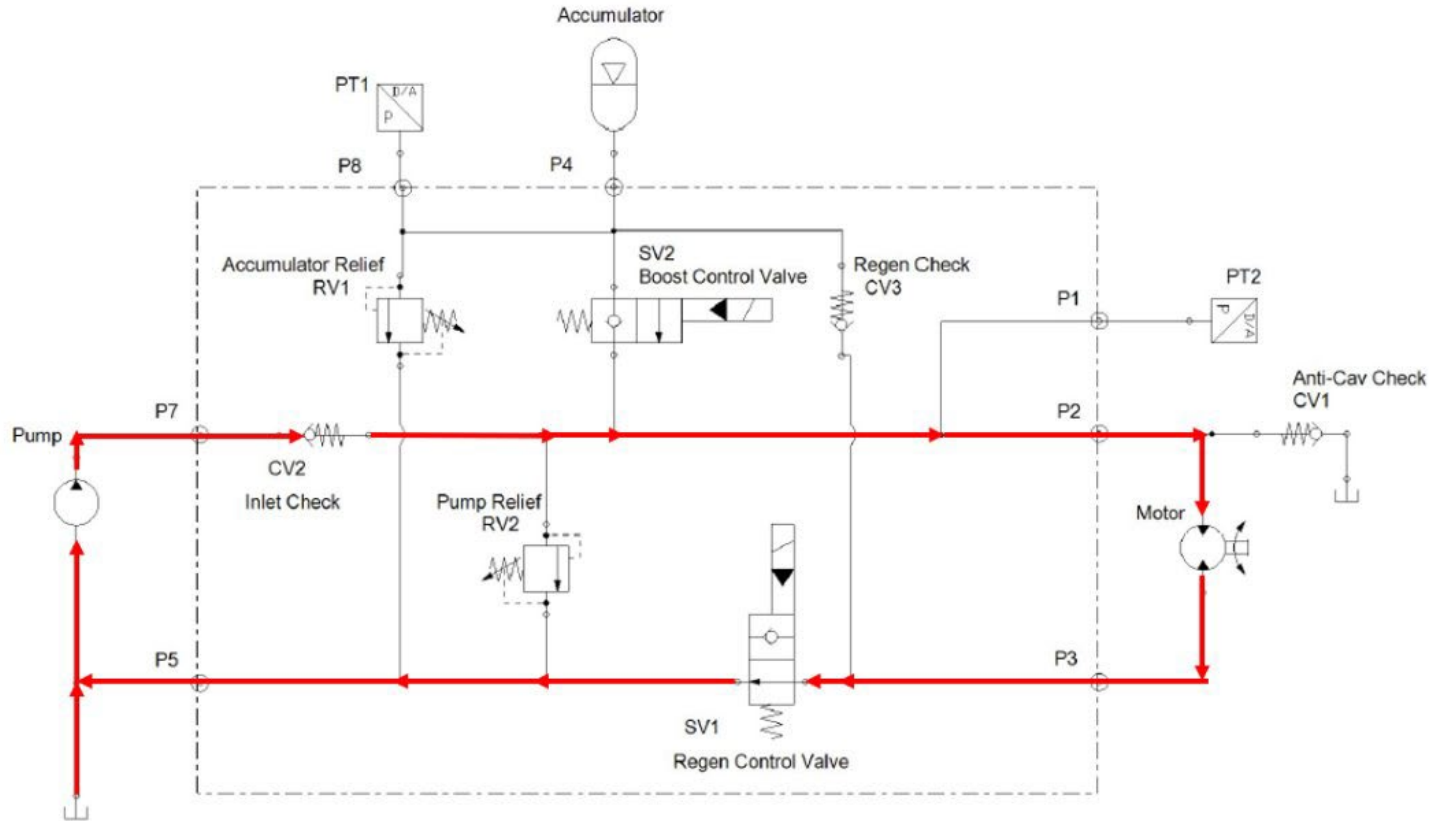 Accumulator
PT1
D/A
P
P8
P4
Accumulator Relief
RV1
SV2
Boost Control Valve
Regen Check
CV3
PT2
P1
P
D/A
Anti-Cav Check
CV1
Pump
P7
P2
CV2
Inlet Check
Pump Relief
RV2
Motor
P5
P3
SV1
Regen Control Valve